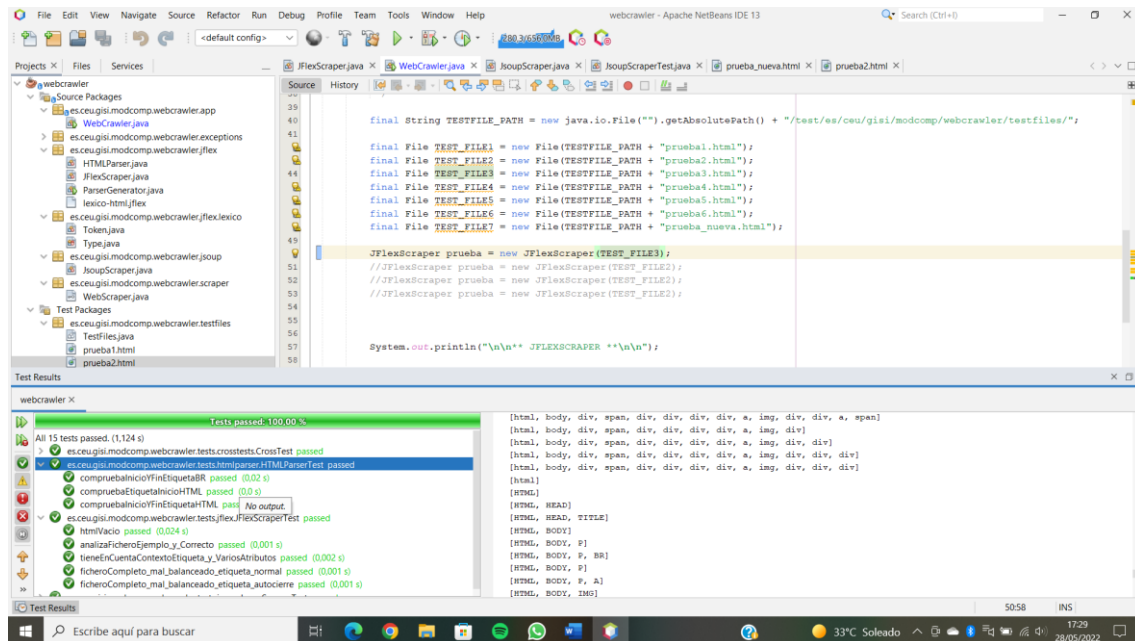 File Edit View Navigate Source Refactor Run Debug Profile Team Tools Window Help webcrawler - Apache NetBeans IDE 13 Search (Ctrl+I)
<default config> 280,3/656,0MB
Projects Files Services
JFlexScraper.java WebCrawler.java JsoupScraper.java JsoupScraperTest.java prueba_nueva.html prueba2.html
webcrawler
Source Packages
es.ceu.gisi.modcomp.webcrawler.app
WebCrawler.java
es.ceu.gisi.modcomp.webcrawler.exceptions
es.ceu.gisi.modcomp.webcrawler.jflex
HTMLParser.java
JFlexScraper.java
ParserGenerator.java
lexico-html.jflex
es.ceu.gisi.modcomp.webcrawler.jflex.lexico
Token.java
Type.java
es.ceu.gisi.modcomp.webcrawler.jsoup
JsoupScraper.java
es.ceu.gisi.modcomp.webcrawler.scraper
WebScraper.java
Test Packages
es.ceu.gisi.modcomp.webcrawler.testfiles
TestFiles.java
prueba1.html
prueba2.html
Source History
39
40 final String TESTFILE_PATH = new java.io.File("").getAbsolutePath() + "/test/es/ceu/gisi/modcomp/webcrawler/testfiles/";
41
final File TEST_FILE1 = new File(TESTFILE_PATH + "prueba1.html");
final File TEST_FILE2 = new File(TESTFILE_PATH + "prueba2.html");
44 final File TEST_FILE3 = new File(TESTFILE_PATH + "prueba3.html");
final File TEST_FILE4 = new File(TESTFILE_PATH + "prueba4.html");
final File TEST_FILE5 = new File(TESTFILE_PATH + "prueba5.html");
final File TEST_FILE6 = new File(TESTFILE_PATH + "prueba6.html");
final File TEST_FILE7 = new File(TESTFILE_PATH + "prueba_nueva.html");
49
JFlexScraper prueba = new JFlexScraper(TEST_FILE3);
51 //JFlexScraper prueba = new JFlexScraper(TEST_FILE2);
52 //JFlexScraper prueba = new JFlexScraper(TEST_FILE2);
53 //JFlexScraper prueba = new JFlexScraper(TEST_FILE2);
54
55
56
57 System.out.println("\n\n** JFLEXSCRAPER **\n\n");
58
Test Results
webcrawler
Tests passed: 100,00 %
All 15 tests passed. (1,124 s)
es.ceu.gisi.modcomp.webcrawler.tests.crosstests.CrossTest passed
es.ceu.gisi.modcomp.webcrawler.tests.htmlparser.HTMLParserTest passed
compruebaInicioYFinEtiquetaBR passed (0,02 s)
compruebaEtiquetaInicioHTML passed (0,0 s)
compruebaInicioYFinEtiquetaHTML pass
No output.
es.ceu.gisi.modcomp.webcrawler.tests.jflex.JFlexScraperTest passed
htmlVacio passed (0,024 s)
analizaFicheroEjemplo_y_Correcto passed (0,001 s)
tieneEnCuentaContextoEtiqueta_y_VariosAtributos passed (0,002 s)
ficheroCompleto_mal_balanceado_etiqueta_normal passed (0,001 s)
ficheroCompleto_mal_balanceado_etiqueta_autocierre passed (0,001 s)
[html, body, div, span, div, div, div, div, a, img, div, div, a, span]
[html, body, div, span, div, div, div, div, a, img, div]
[html, body, div, span, div, div, div, div, a, img, div, div]
[html, body, div, span, div, div, div, div, a, img, div, div, div]
[html, body, div, span, div, div, div, div, a, img, div, div, div]
[html]
[HTML]
[HTML, HEAD]
[HTML, HEAD, TITLE]
[HTML, BODY]
[HTML, BODY, P]
[HTML, BODY, P, BR]
[HTML, BODY, P]
[HTML, BODY, P, A]
[HTML, BODY, IMG]
Test Results 50:58 INS
Escribe aquí para buscar 33°C Soleado 17:29
28/05/2022